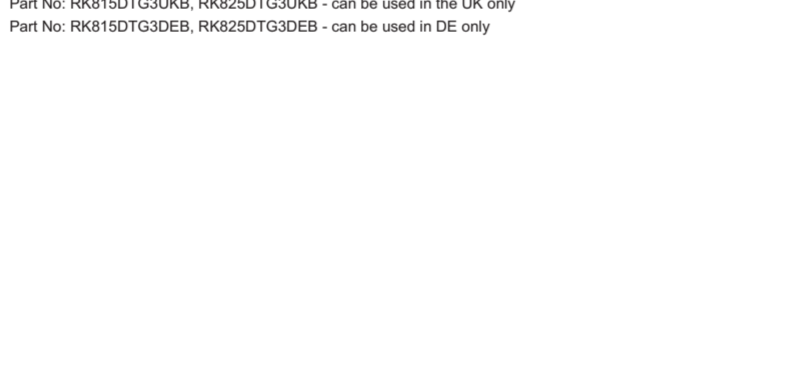 Part No: RK815DTG3UKB, RK825DTG3UKB - can be used in the UK only
Part No: RK815DTG3DEB, RK825DTG3DEB - can be used in DE only